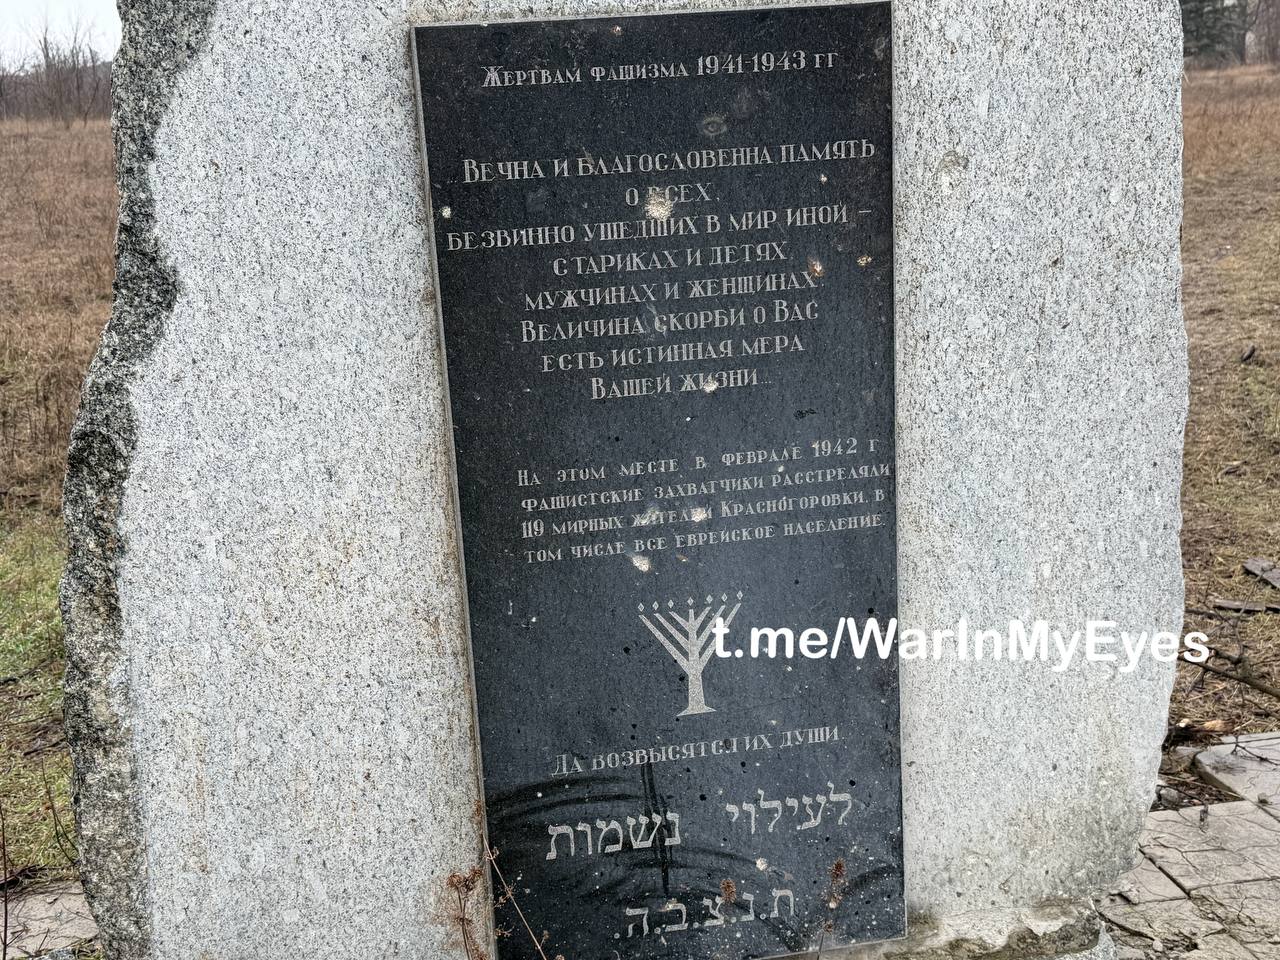 Жертвам фашизма 1941-1943 гг
Вечна и благословенна память
о всех,
безвинно ушедших в мир иной –
стариках и детях
мужчинах и женщинах.
Величина скорби о Вас
есть истинная мера
Вашей жизни...
На этом месте в феврале 1942 г
фашистские захватчики расстреляли
119 мирных жителей Красногоровки, в
том числе все еврейское население.
t.me/WarInMyEyes
Да возвысятся их души.
לעילוי נשמות
ת.נ.צ.ב.ה.